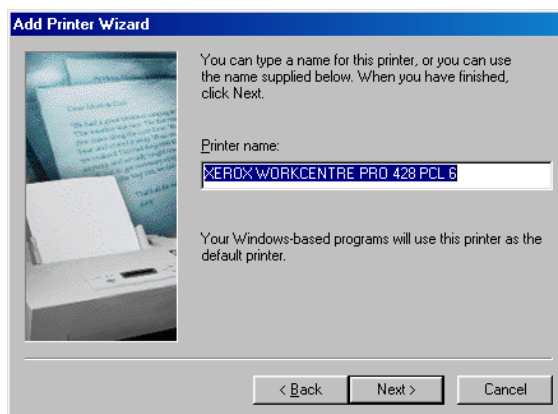 Add Printer Wizard
You can type a name for this printer, or you can use
the name supplied below. When you have finished,
click Next.
Printer name:
XEROX WORKCENTRE PRO 428 PCL 6
Your Windows-based programs will use this printer as the
default printer.
< Back
Next >
Cancel